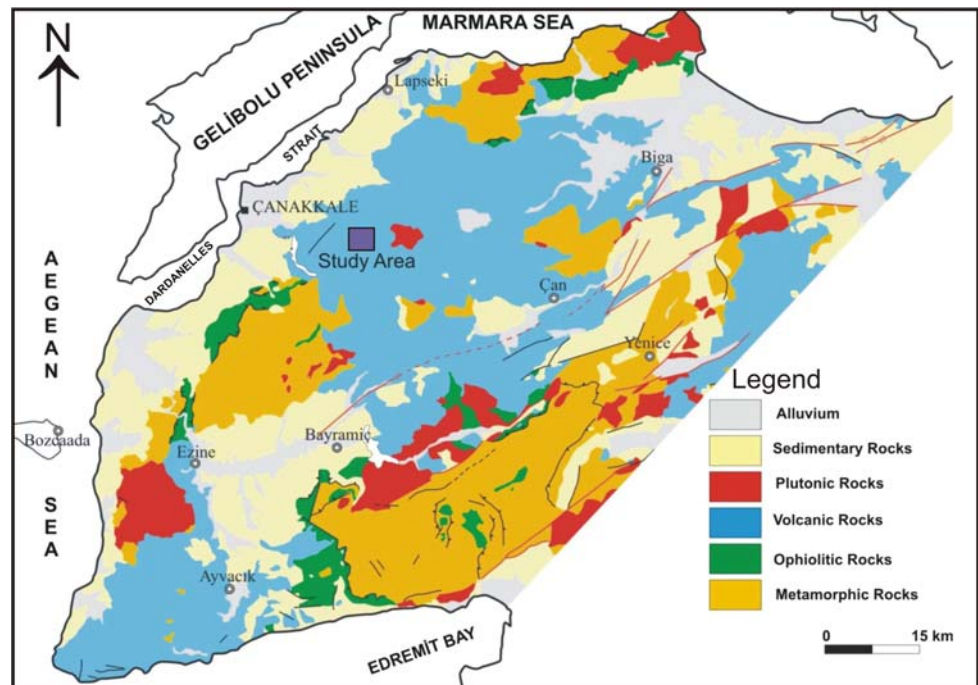 MARMARA SEA
N
GELİBOLU PENINSULA
Lapseki
STRAIT
Biga
ÇANAKKALE
Study Area
DARDANELLES
AEGEAN
Çan
Yenice
Legend
Alluvium
Bozcaada
Bayramiç
Sedimentary Rocks
Ezine
Plutonic Rocks
SEA
Volcanic Rocks
Ophiolitic Rocks
Ayvacık
Metamorphic Rocks
EDREMİT BAY
0 15 km